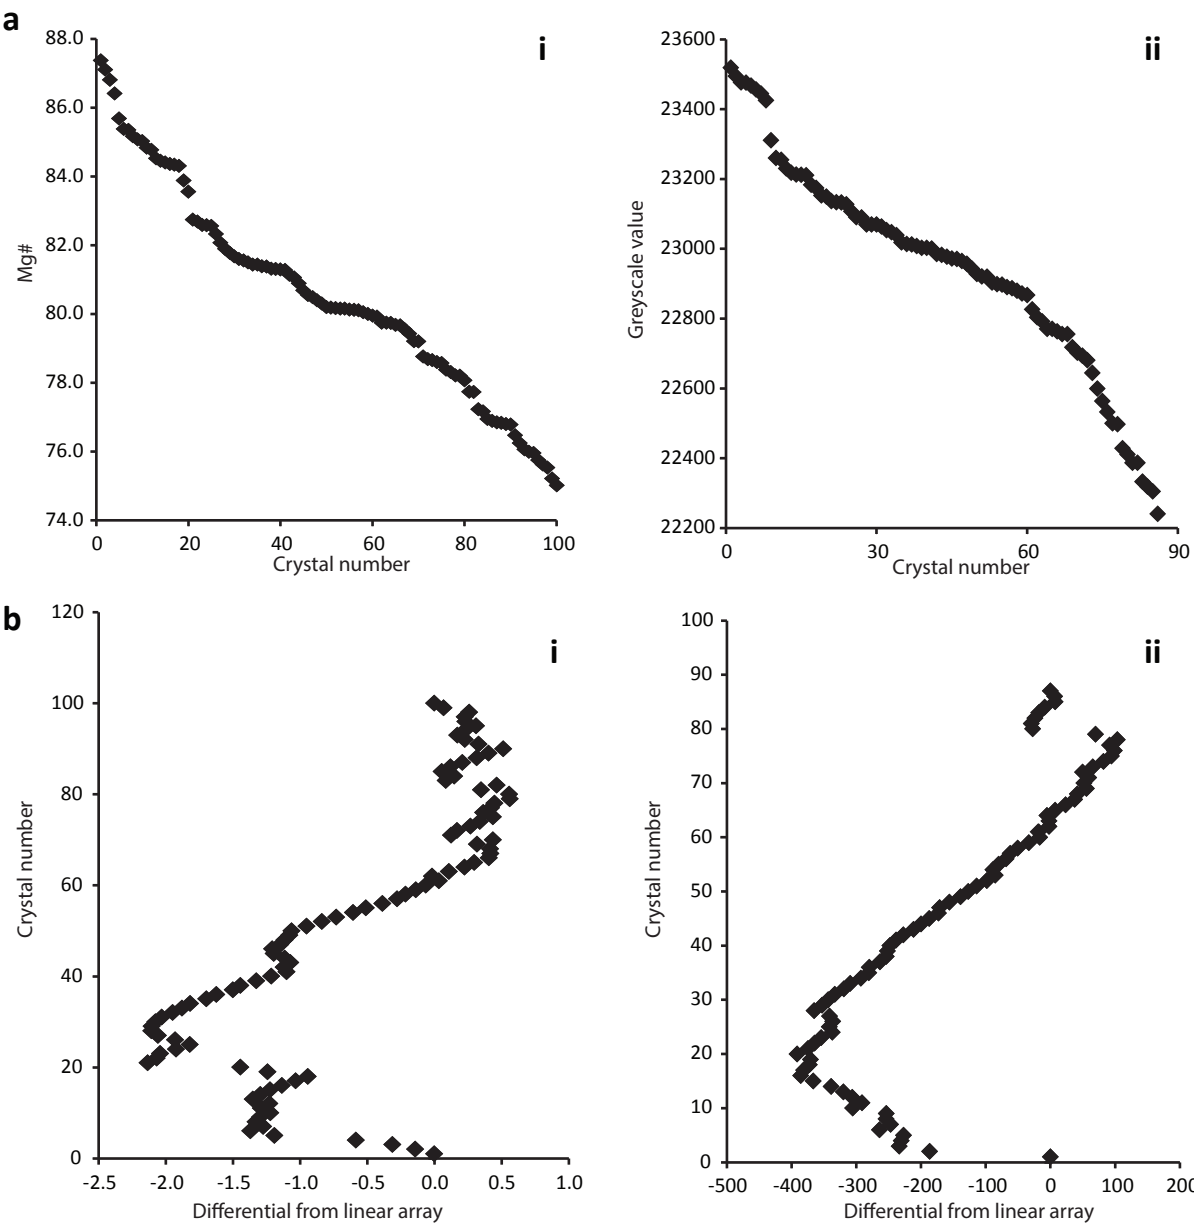 a
i
88.0
86.0
84.0
82.0
80.0
78.0
76.0
74.0
Mg#
0 20 40 60 80 100
Crystal number
ii
23600
23400
23200
23000
22800
22600
22400
22200
Greyscale value
0 30 60 90
Crystal number
b
i
120
100
80
60
40
20
0
Crystal number
-2.5 -2.0 -1.5 -1.0 -0.5 0.0 0.5 1.0
Differential from linear array
ii
100
90
80
70
60
50
40
30
20
10
0
Crystal number
-500 -400 -300 -200 -100 0 100 200
Differential from linear array